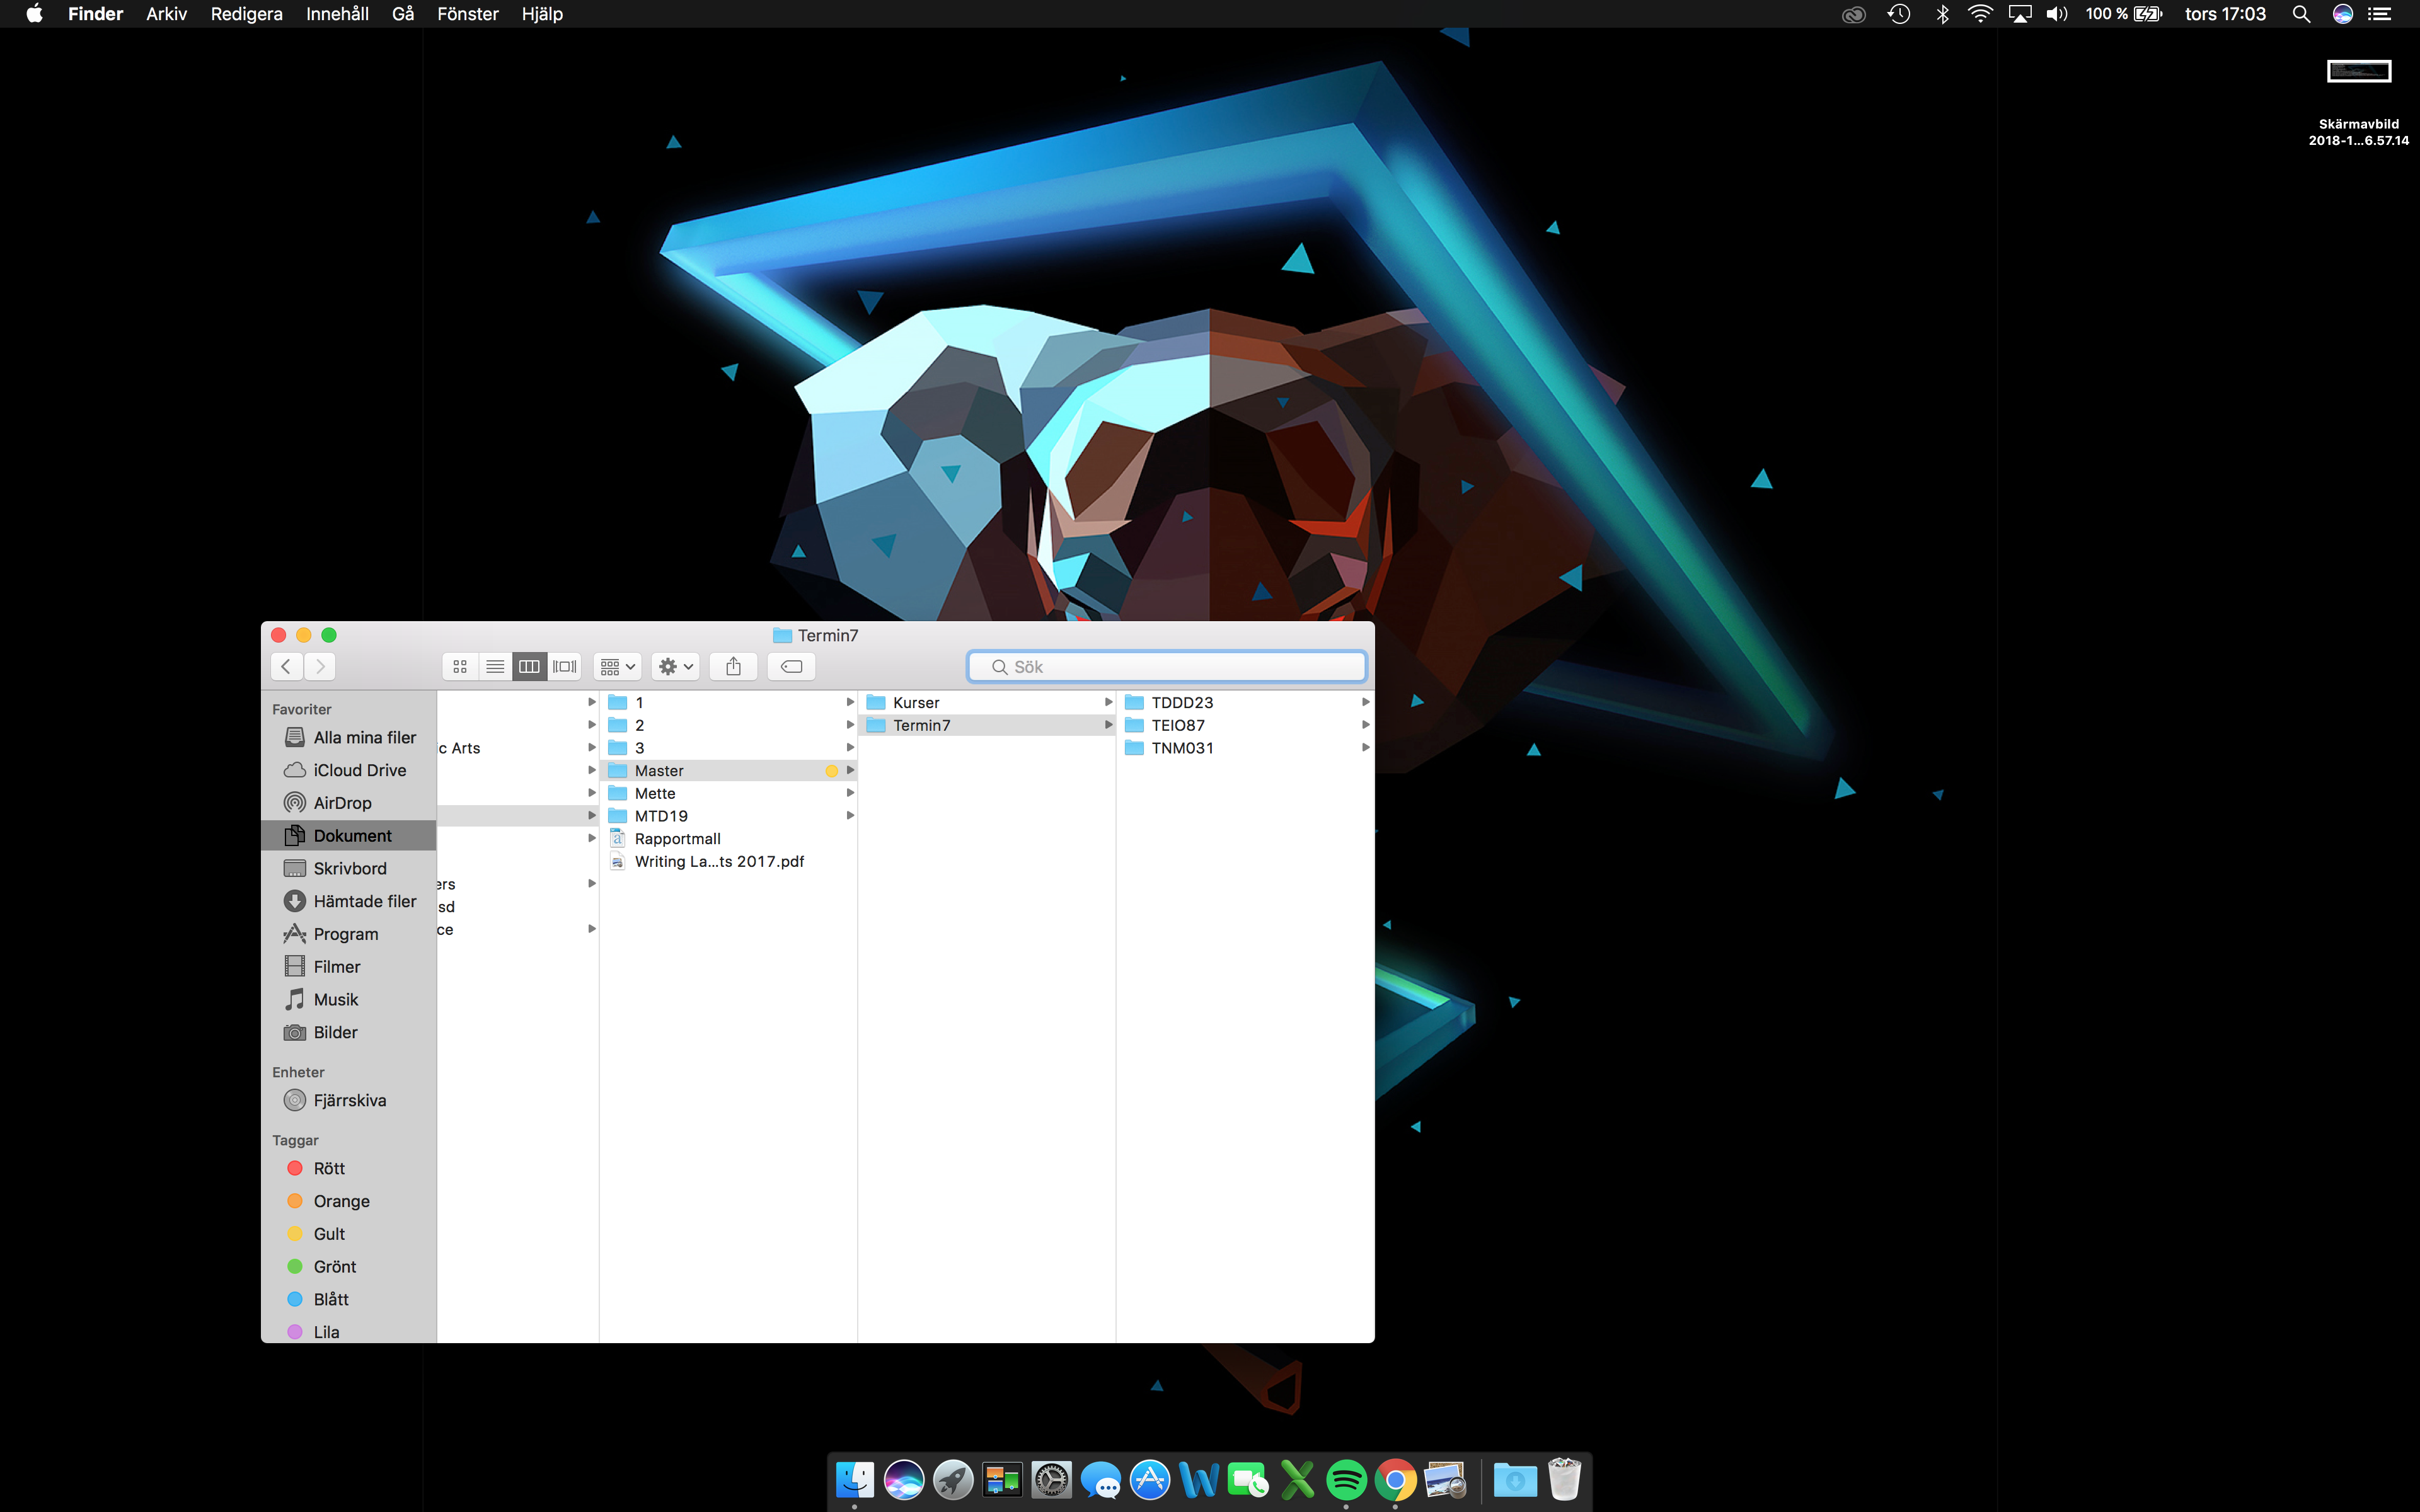 Finder Arkiv Redigera Innehåll Gå Fönster Hjälp 100 % tors 17:03
Skärmavbild
2018-1...6.57.14
Termin7
Sök
Favoriter
Alla mina filer
iCloud Drive
AirDrop
Dokument
Skrivbord
Hämtade filer
Program
Filmer
Musik
Bilder
Enheter
Fjärrskiva
Taggar
Rött
Orange
Gult
Grönt
Blått
Lila
ic Arts
ers
sd
ce
1
2
3
Master
Mette
MTD19
Rapportmall
Writing La...ts 2017.pdf
Kurser
Termin7
TDDD23
TEIO87
TNM031